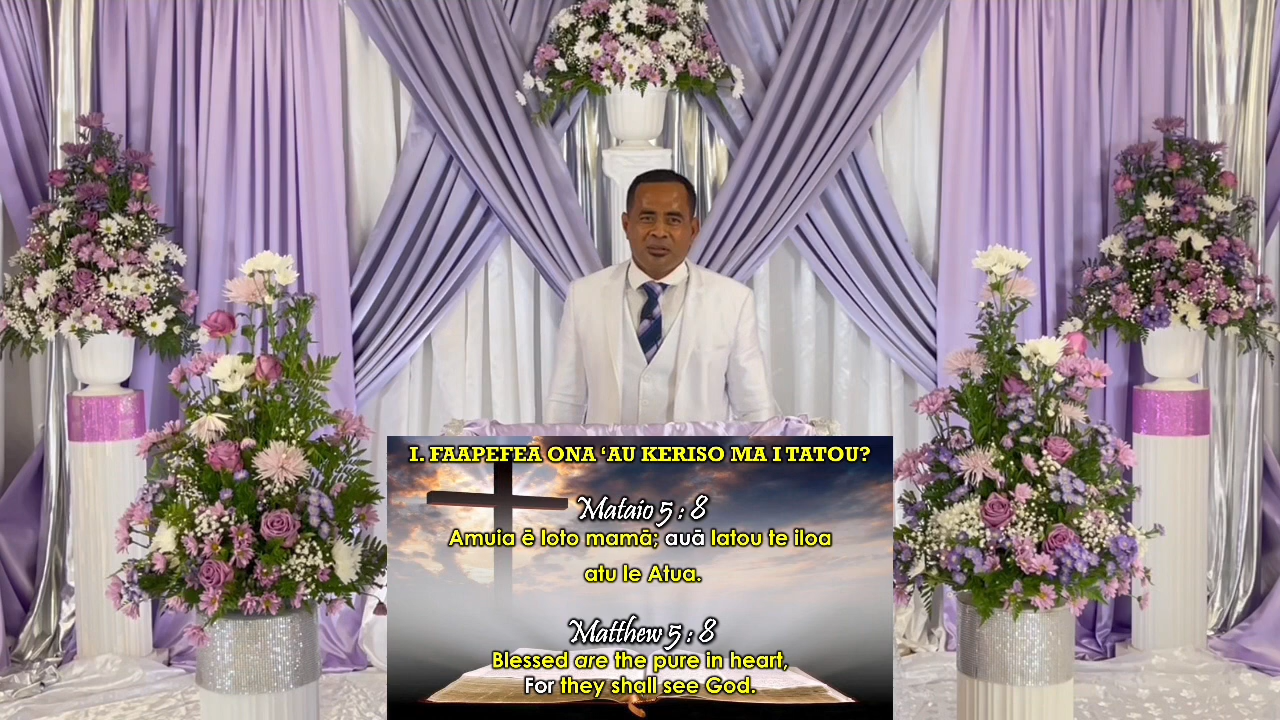 I. FAAPEFEA ONA ‘AU KERISO MA I TATOU?
Mataio 5 : 8
Amuia ē loto mamā; auā latou te iloa
atu le Atua.
Matthew 5 : 8
Blessed are the pure in heart,
For they shall see God.